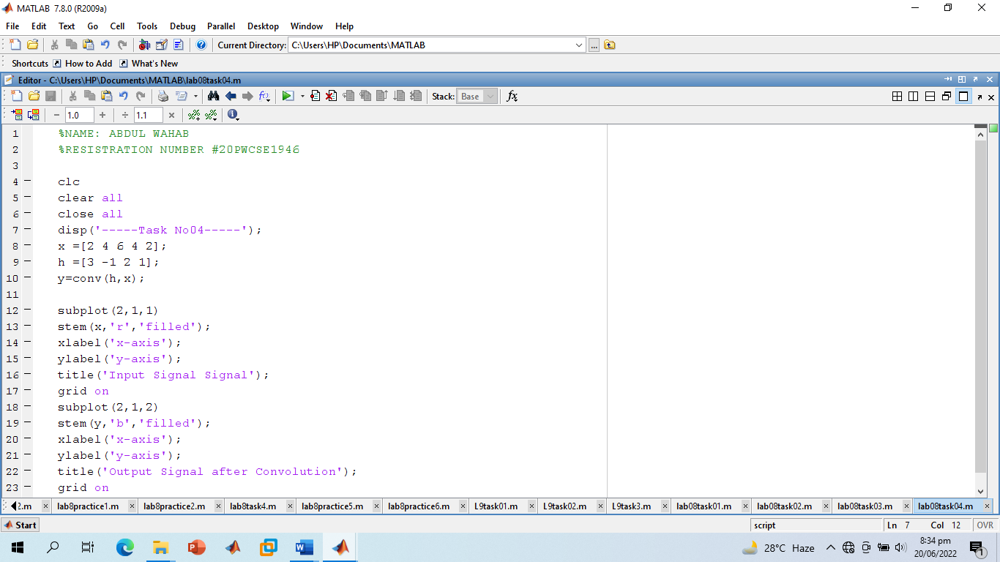 MATLAB 7.8.0 (R2009a)
File Edit Text Go Cell Tools Debug Parallel Desktop Window Help
Current Directory: C:\Users\HP\Documents\MATLAB ...
Shortcuts How to Add What's New
Editor - C:\Users\HP\Documents\MATLAB\lab08task04.m
Stack: Base fx
1.0 + ÷ 1.1 ×
1 %NAME: ABDUL WAHAB
2 %RESISTRATION NUMBER #20PWCSE1946
3
4 clc
5 clear all
6 close all
7 disp('-----Task No04-----');
8 x =[2 4 6 4 2];
9 h =[3 -1 2 1];
10 y=conv(h,x);
11
12 subplot(2,1,1)
13 stem(x,'r','filled');
14 xlabel('x-axis');
15 ylabel('y-axis');
16 title('Input Signal Signal');
17 grid on
18 subplot(2,1,2)
19 stem(y,'b','filled');
20 xlabel('x-axis');
21 ylabel('y-axis');
22 title('Output Signal after Convolution');
23 grid on
2.m lab8practice1.m lab8practice2.m lab8task4.m lab8practice5.m lab8practice6.m L9task01.m L9task02.m L9task3.m lab08task01.m lab08task02.m lab08task03.m lab08task04.m
Start script Ln 7 Col 12 OVR
28°C Haze 8:34 pm
20/06/2022 1